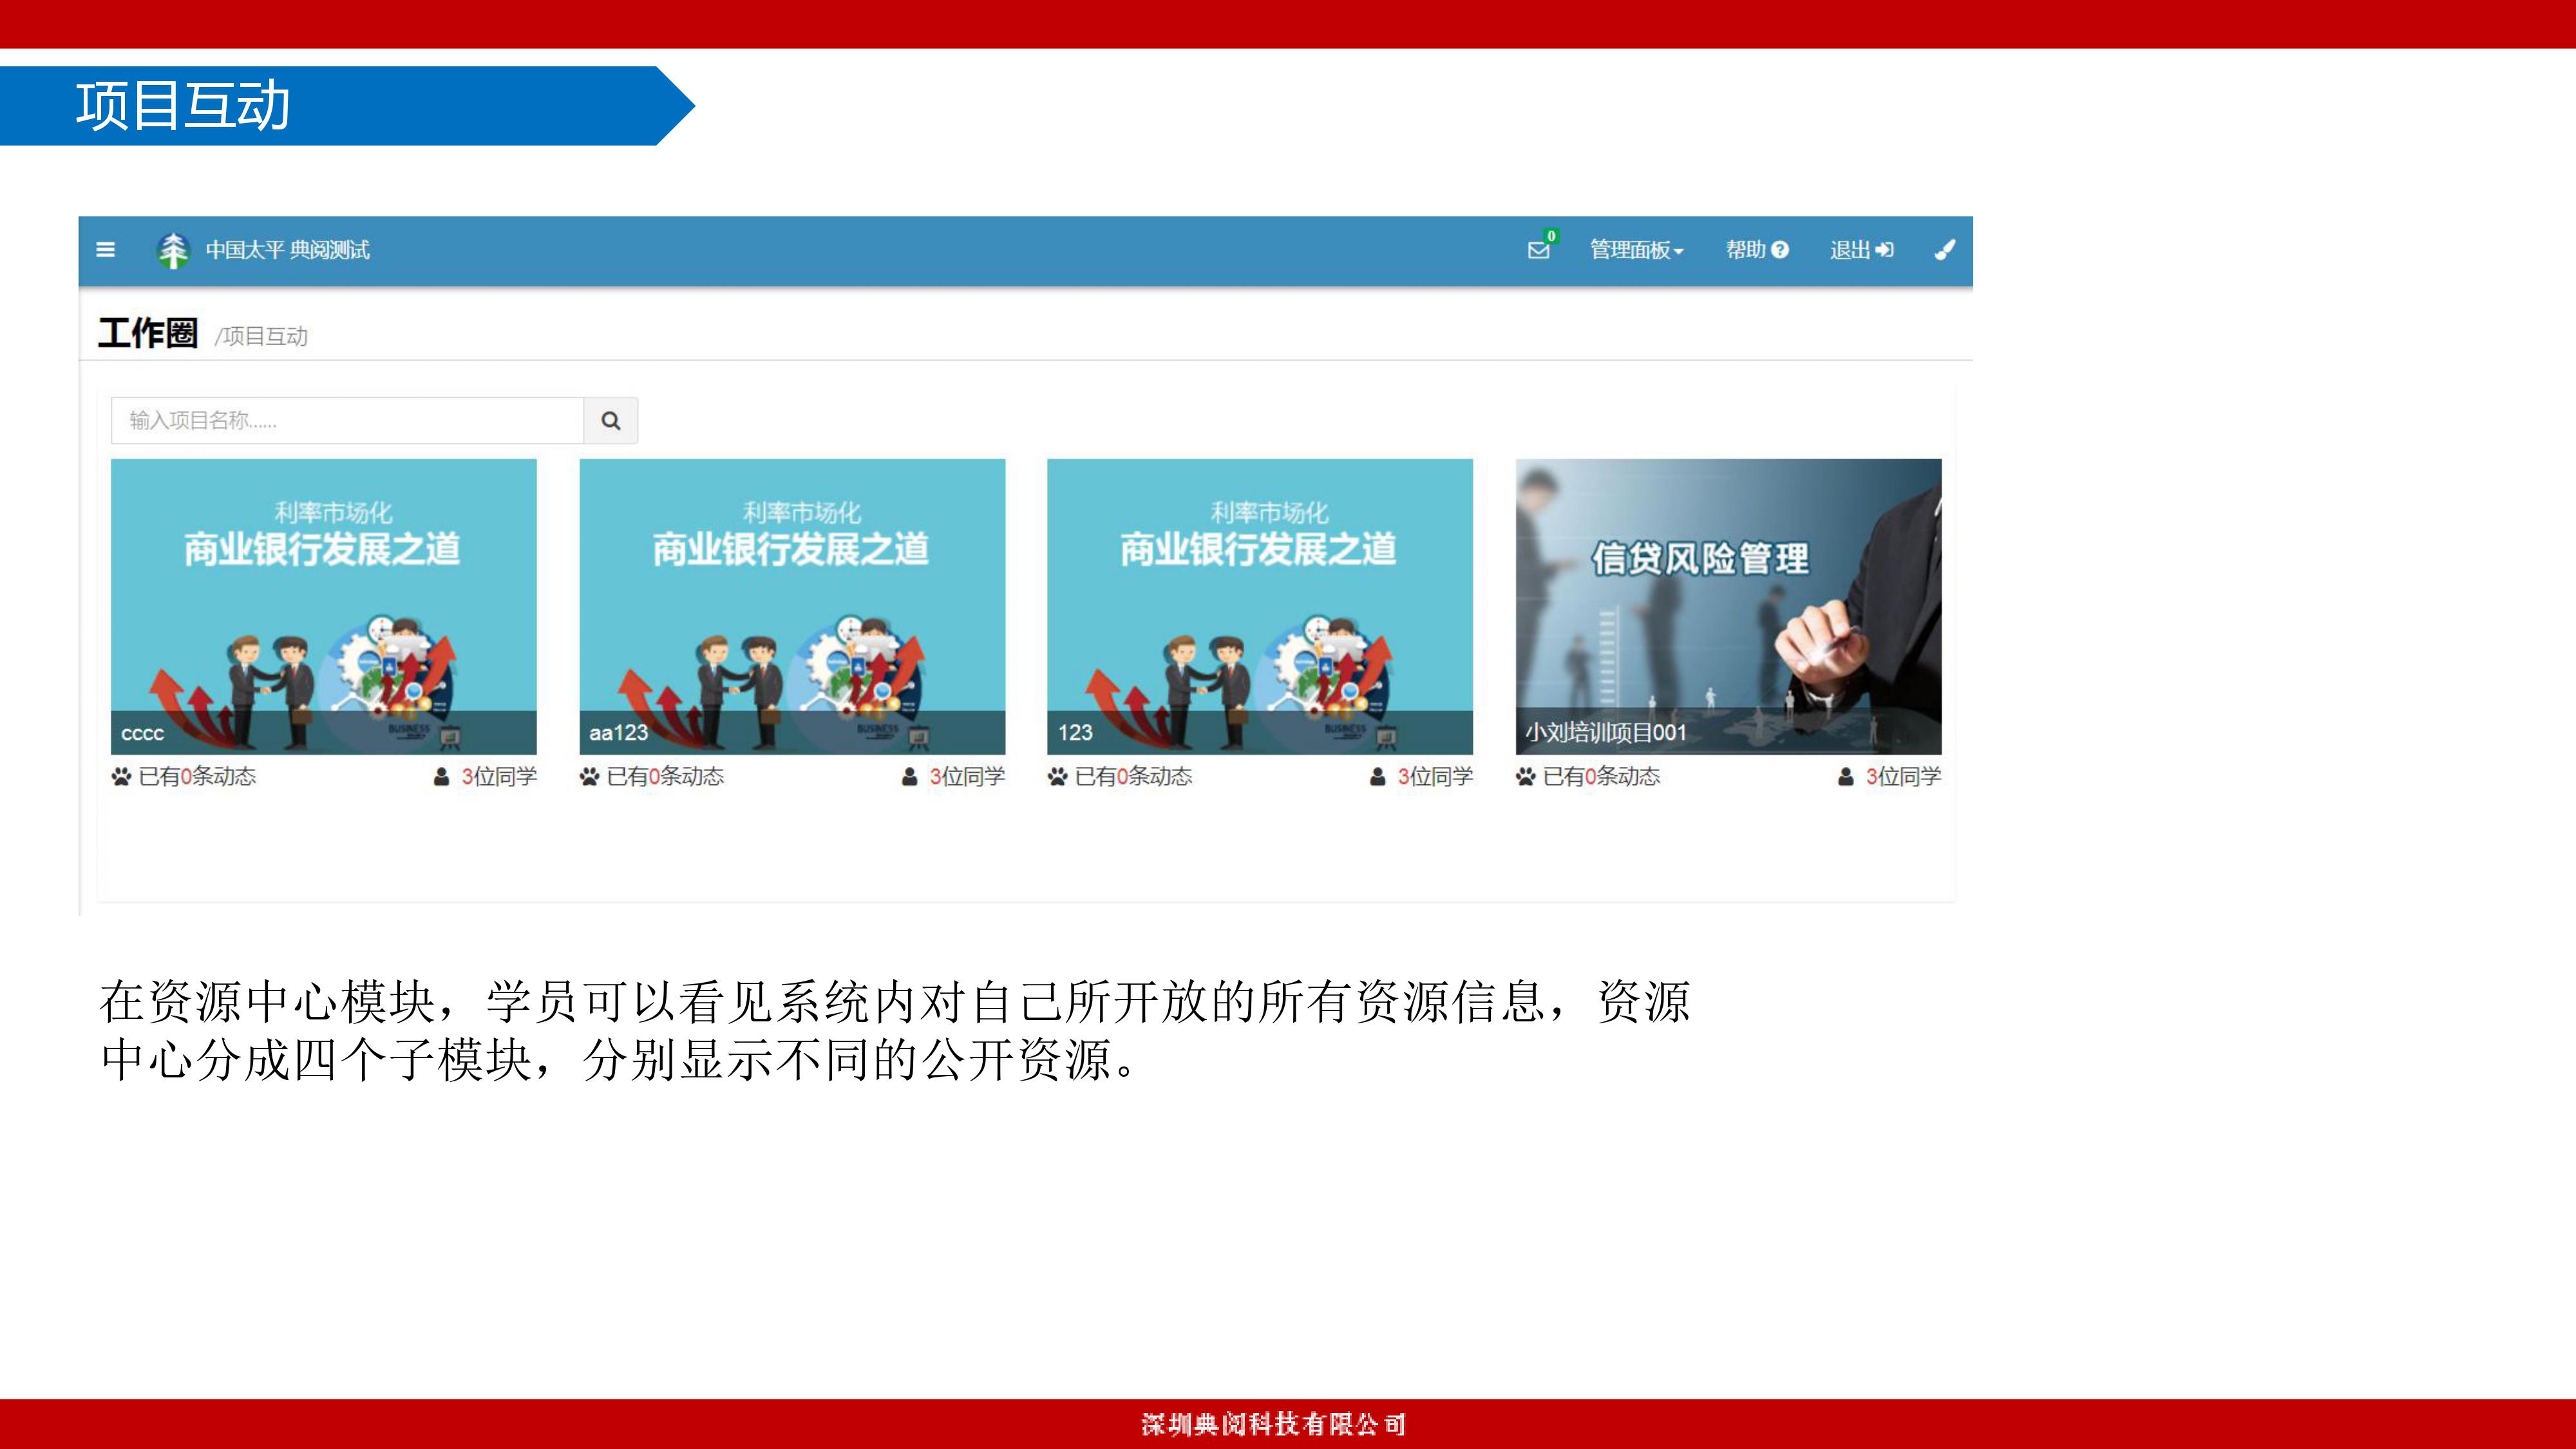 项目互动
中国太平 典阅测试
0
管理面板
帮助
退出
工作圈 /项目互动
输入项目名称......
利率市场化
商业银行发展之道
BUSINESS
cccc
已有0条动态 3位同学
利率市场化
商业银行发展之道
BUSINESS
aa123
已有0条动态 3位同学
利率市场化
商业银行发展之道
BUSINESS
123
已有0条动态 3位同学
信贷风险管理
小刘培训项目001
已有0条动态 3位同学
在资源中心模块，学员可以看见系统内对自己所开放的所有资源信息，资源
中心分成四个子模块，分别显示不同的公开资源。
深圳典阅科技有限公司